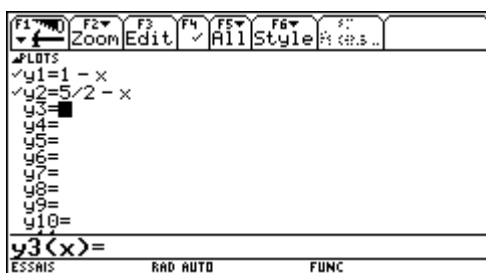 F1 F2 Zoom F3 Edit F4 ✓ F5 All F6 Style
PLOTS
✓y1=1 - x
✓y2=5/2 - x
y3=
y4=
y5=
y6=
y7=
y8=
y9=
y10=
y3(x)=
ESSAIS RAD AUTO FUNC